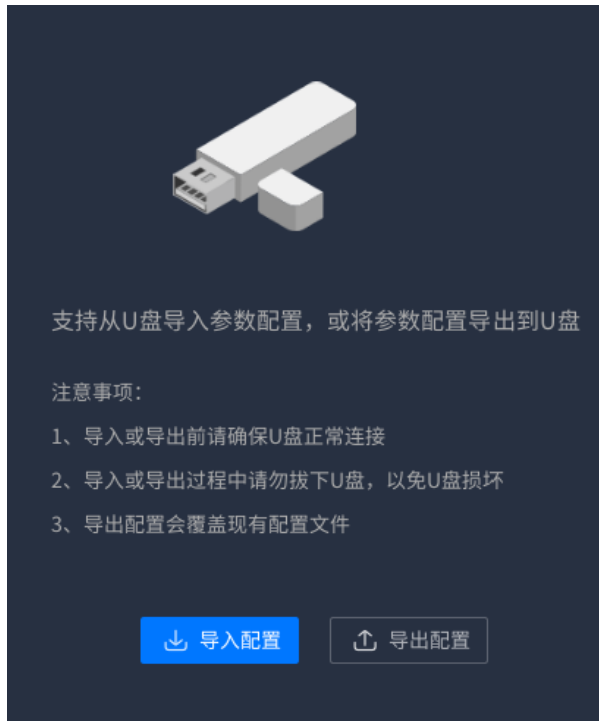 支持从U盘导入参数配置，或将参数配置导出到U盘
注意事项：
1、导入或导出前请确保U盘正常连接
2、导入或导出过程中请勿拔下U盘，以免U盘损坏
3、导出配置会覆盖现有配置文件
导入配置
导出配置